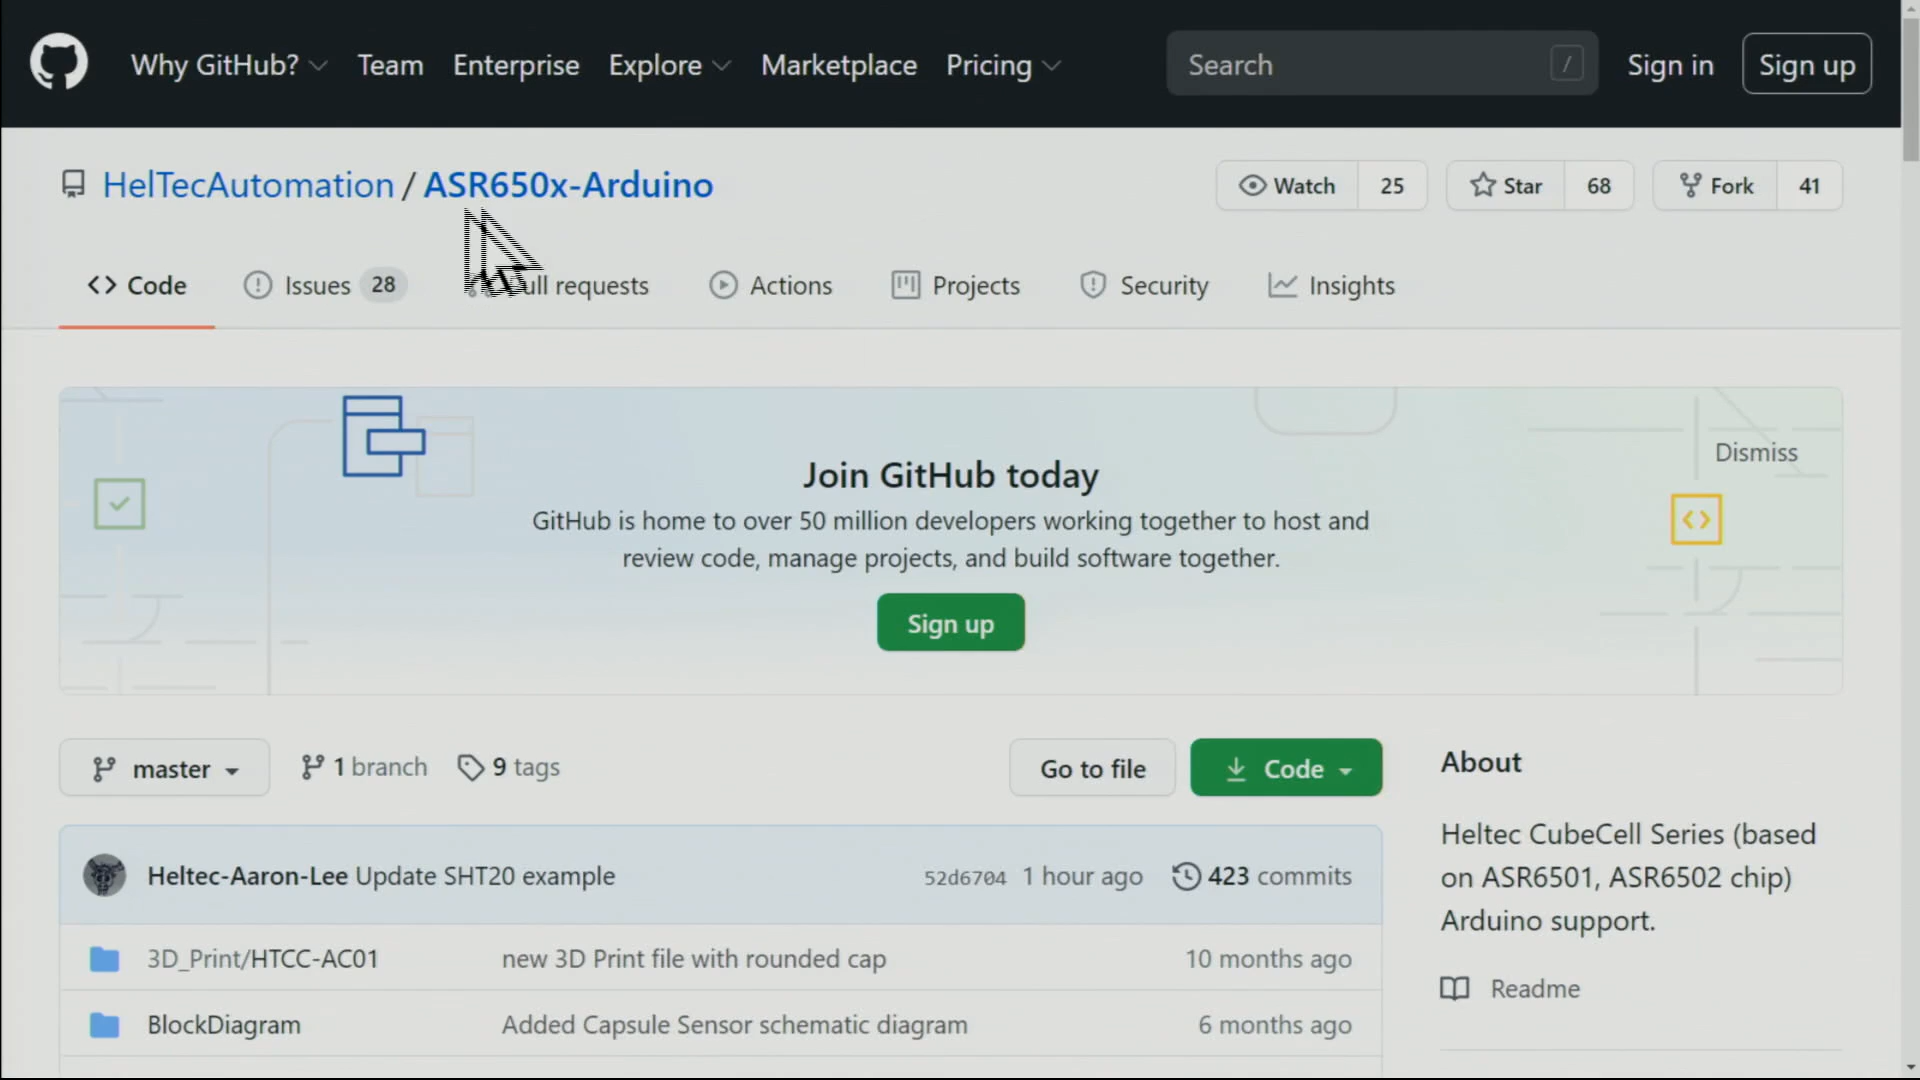 Why GitHub? Team Enterprise Explore Marketplace Pricing Search / Sign in Sign up
HelTecAutomation / ASR650x-Arduino Watch 25 Star 68 Fork 41
Code Issues 28 ull requests Actions Projects Security Insights
Join GitHub today
Dismiss
GitHub is home to over 50 million developers working together to host and
review code, manage projects, and build software together.
Sign up
master 1 branch 9 tags Go to file Code
About
Heltec CubeCell Series (based
on ASR6501, ASR6502 chip)
Arduino support.
Readme
Heltec-Aaron-Lee Update SHT20 example 52d6704 1 hour ago 423 commits
3D_Print/HTCC-AC01 new 3D Print file with rounded cap 10 months ago
BlockDiagram Added Capsule Sensor schematic diagram 6 months ago